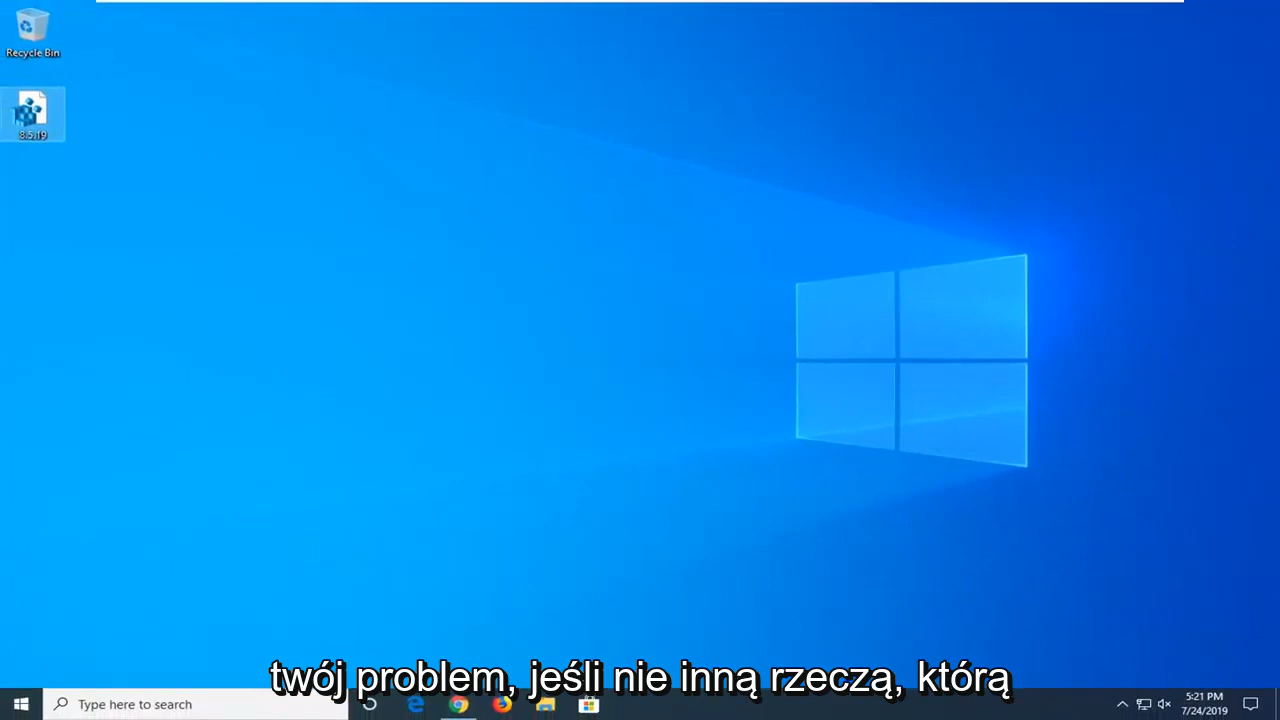 Recycle Bin
8.5.19
twój problem, jeśli nie inną rzeczą, którą
Type here to search
5:21 PM
7/24/2019